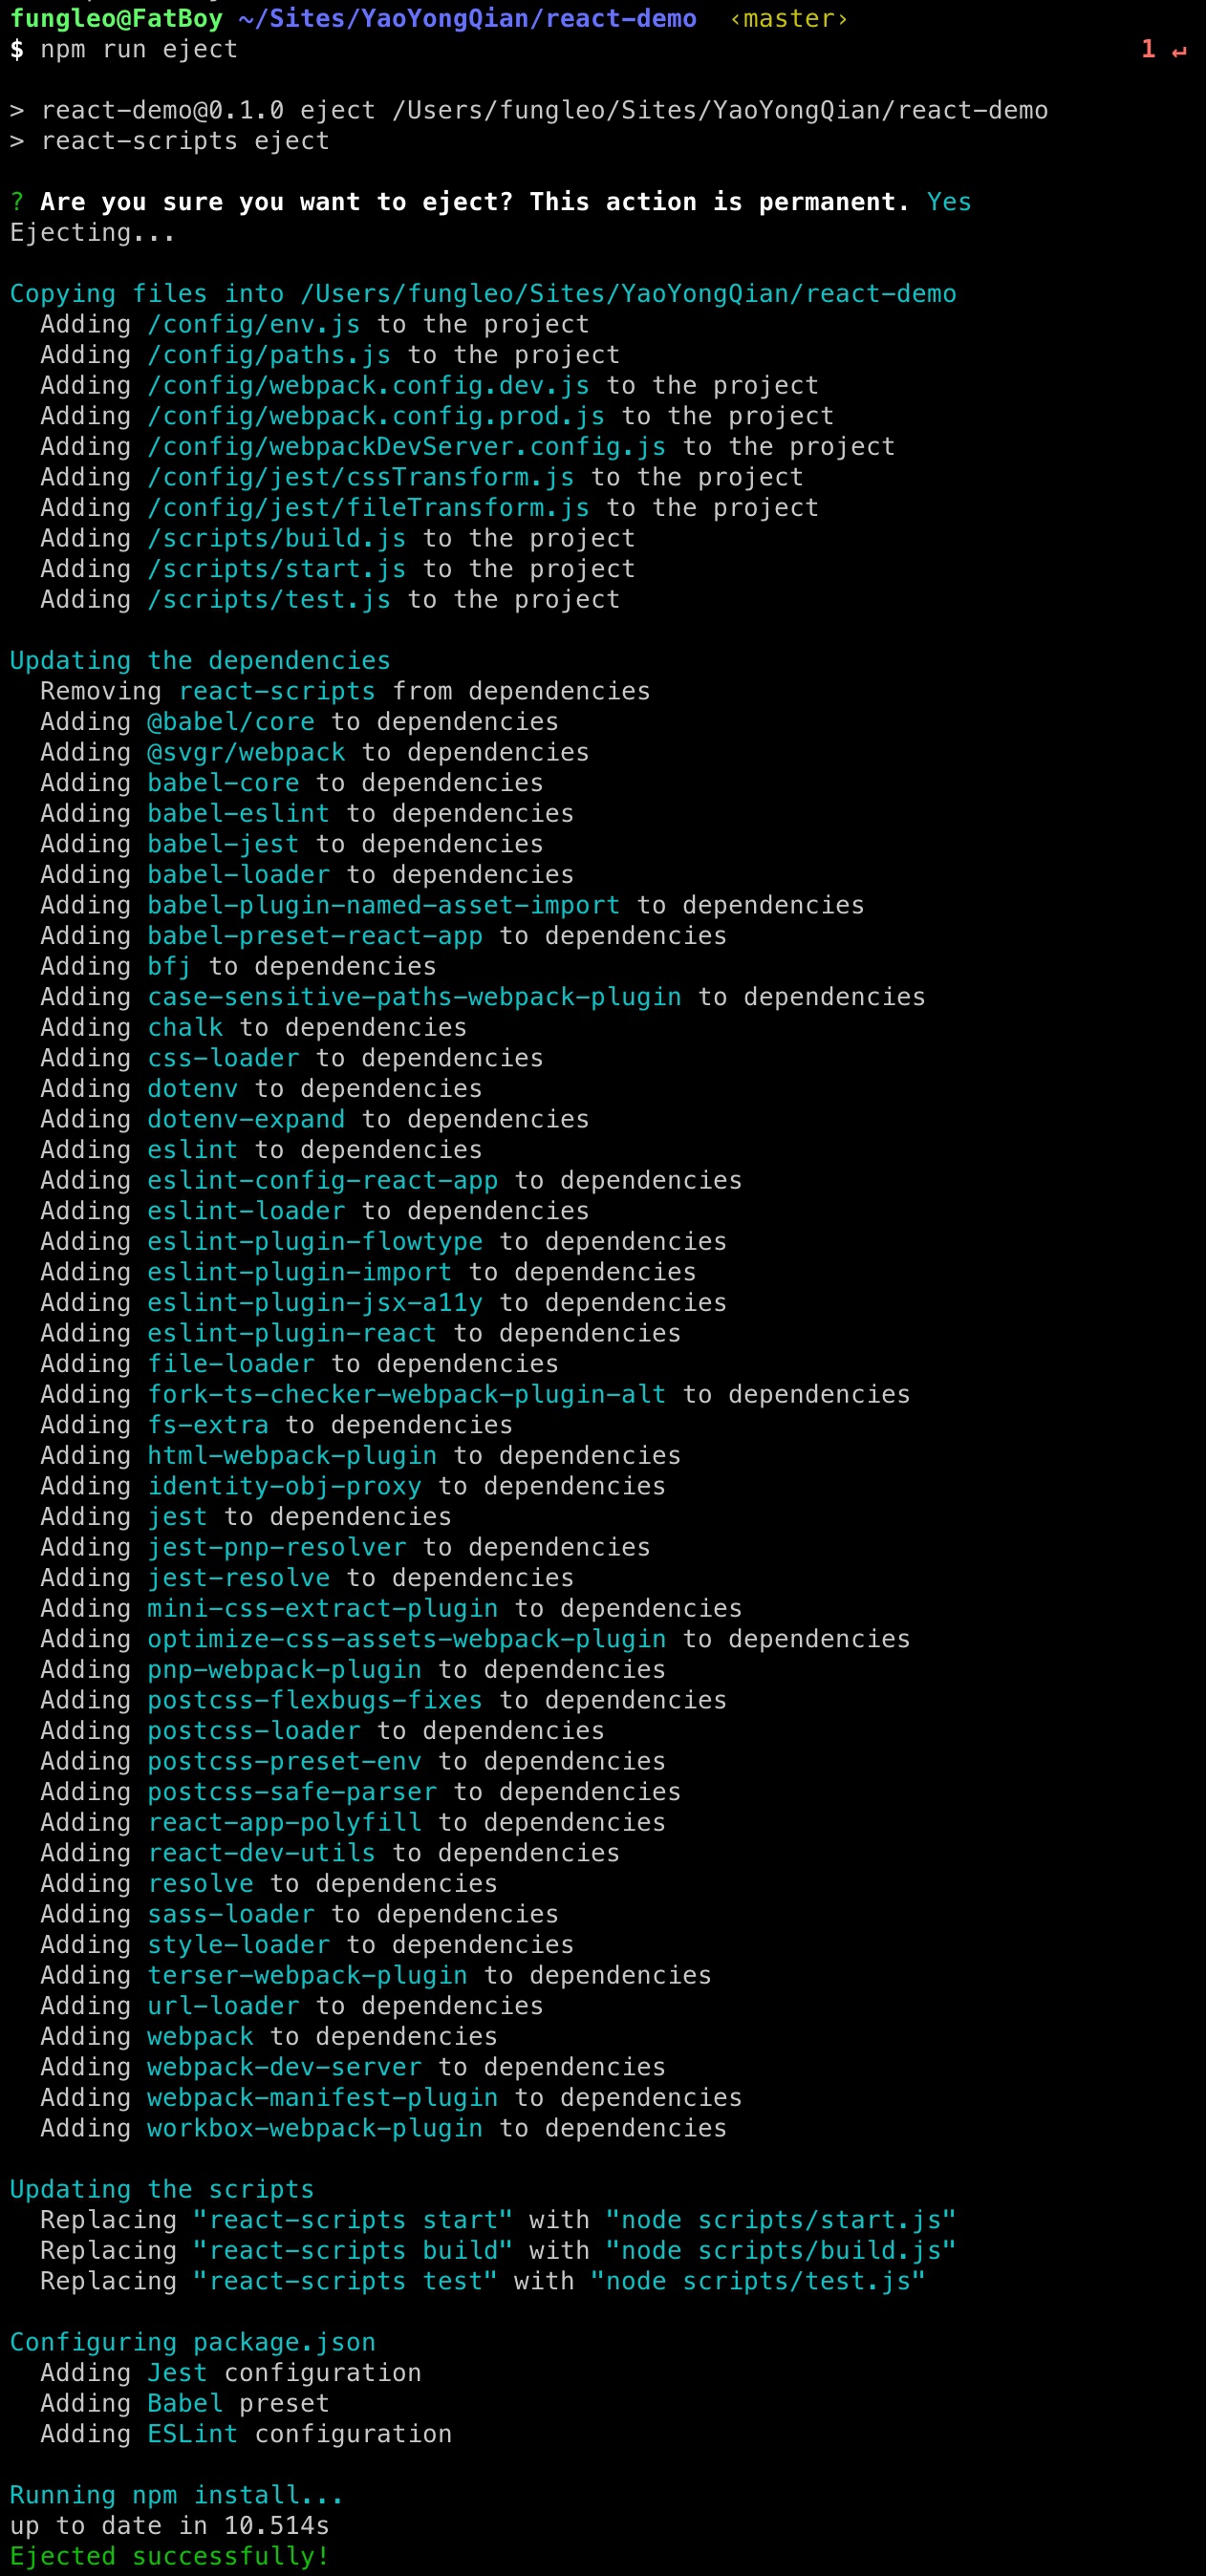 fungleo@FatBoy ~/Sites/YaoYongQian/react-demo ‹master›
$ npm run eject 1 ↵
> react-demo@0.1.0 eject /Users/fungleo/Sites/YaoYongQian/react-demo
> react-scripts eject
? Are you sure you want to eject? This action is permanent. Yes
Ejecting...
Copying files into /Users/fungleo/Sites/YaoYongQian/react-demo
Adding /config/env.js to the project
Adding /config/paths.js to the project
Adding /config/webpack.config.dev.js to the project
Adding /config/webpack.config.prod.js to the project
Adding /config/webpackDevServer.config.js to the project
Adding /config/jest/cssTransform.js to the project
Adding /config/jest/fileTransform.js to the project
Adding /scripts/build.js to the project
Adding /scripts/start.js to the project
Adding /scripts/test.js to the project
Updating the dependencies
Removing react-scripts from dependencies
Adding @babel/core to dependencies
Adding @svgr/webpack to dependencies
Adding babel-core to dependencies
Adding babel-eslint to dependencies
Adding babel-jest to dependencies
Adding babel-loader to dependencies
Adding babel-plugin-named-asset-import to dependencies
Adding babel-preset-react-app to dependencies
Adding bfj to dependencies
Adding case-sensitive-paths-webpack-plugin to dependencies
Adding chalk to dependencies
Adding css-loader to dependencies
Adding dotenv to dependencies
Adding dotenv-expand to dependencies
Adding eslint to dependencies
Adding eslint-config-react-app to dependencies
Adding eslint-loader to dependencies
Adding eslint-plugin-flowtype to dependencies
Adding eslint-plugin-import to dependencies
Adding eslint-plugin-jsx-a11y to dependencies
Adding eslint-plugin-react to dependencies
Adding file-loader to dependencies
Adding fork-ts-checker-webpack-plugin-alt to dependencies
Adding fs-extra to dependencies
Adding html-webpack-plugin to dependencies
Adding identity-obj-proxy to dependencies
Adding jest to dependencies
Adding jest-pnp-resolver to dependencies
Adding jest-resolve to dependencies
Adding mini-css-extract-plugin to dependencies
Adding optimize-css-assets-webpack-plugin to dependencies
Adding pnp-webpack-plugin to dependencies
Adding postcss-flexbugs-fixes to dependencies
Adding postcss-loader to dependencies
Adding postcss-preset-env to dependencies
Adding postcss-safe-parser to dependencies
Adding react-app-polyfill to dependencies
Adding react-dev-utils to dependencies
Adding resolve to dependencies
Adding sass-loader to dependencies
Adding style-loader to dependencies
Adding terser-webpack-plugin to dependencies
Adding url-loader to dependencies
Adding webpack to dependencies
Adding webpack-dev-server to dependencies
Adding webpack-manifest-plugin to dependencies
Adding workbox-webpack-plugin to dependencies
Updating the scripts
Replacing "react-scripts start" with "node scripts/start.js"
Replacing "react-scripts build" with "node scripts/build.js"
Replacing "react-scripts test" with "node scripts/test.js"
Configuring package.json
Adding Jest configuration
Adding Babel preset
Adding ESLint configuration
Running npm install...
up to date in 10.514s
Ejected successfully!